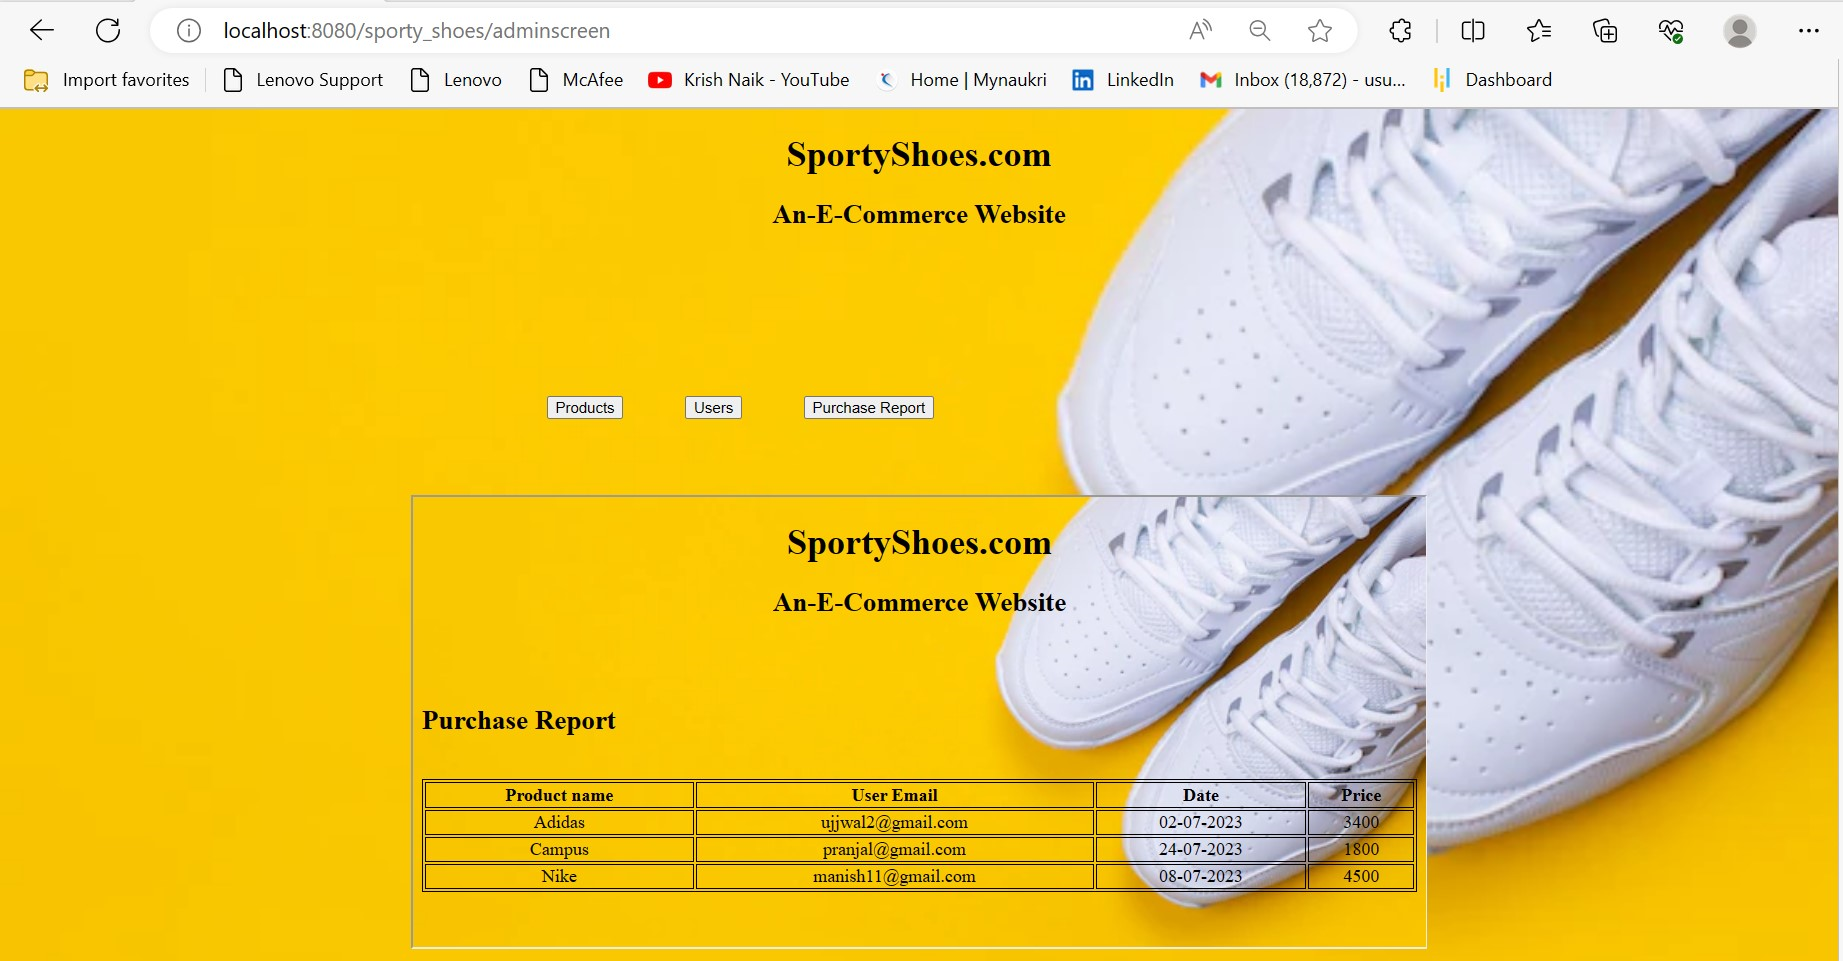 localhost:8080/sporty_shoes/adminscreen
Import favorites Lenovo Support Lenovo McAfee Krish Naik - YouTube Home | Mynaukri LinkedIn Inbox (18,872) - usu... Dashboard
SportyShoes.com
An-E-Commerce Website
Products Users Purchase Report
SportyShoes.com
An-E-Commerce Website
Purchase Report
Product name User Email Date Price
Adidas ujjwal2@gmail.com 02-07-2023 3400
Campus pranjal@gmail.com 24-07-2023 1800
Nike manish11@gmail.com 08-07-2023 4500